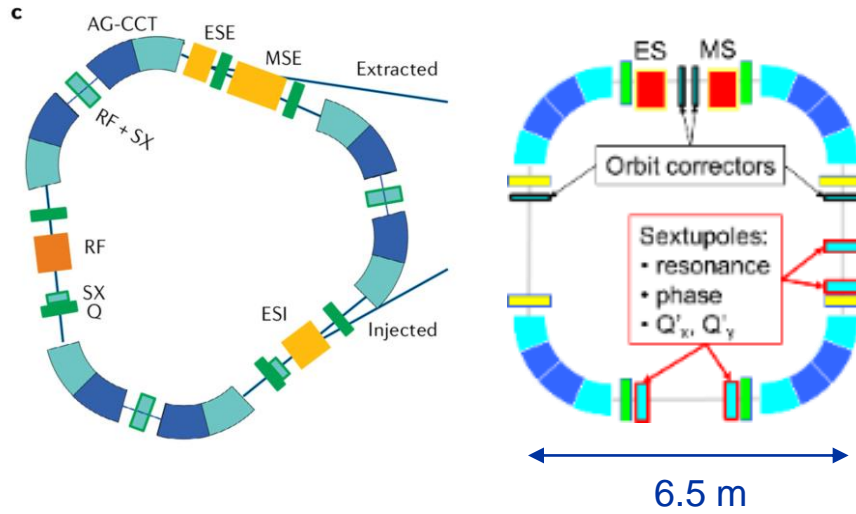 c
AG-CCT
ESE
MSE
Extracted
RF + SX
RF
SX
Q
ESI
Injected
ES
MS
Orbit correctors
Sextupoles:
• resonance
• phase
• Q'x, Q'y
6.5 m